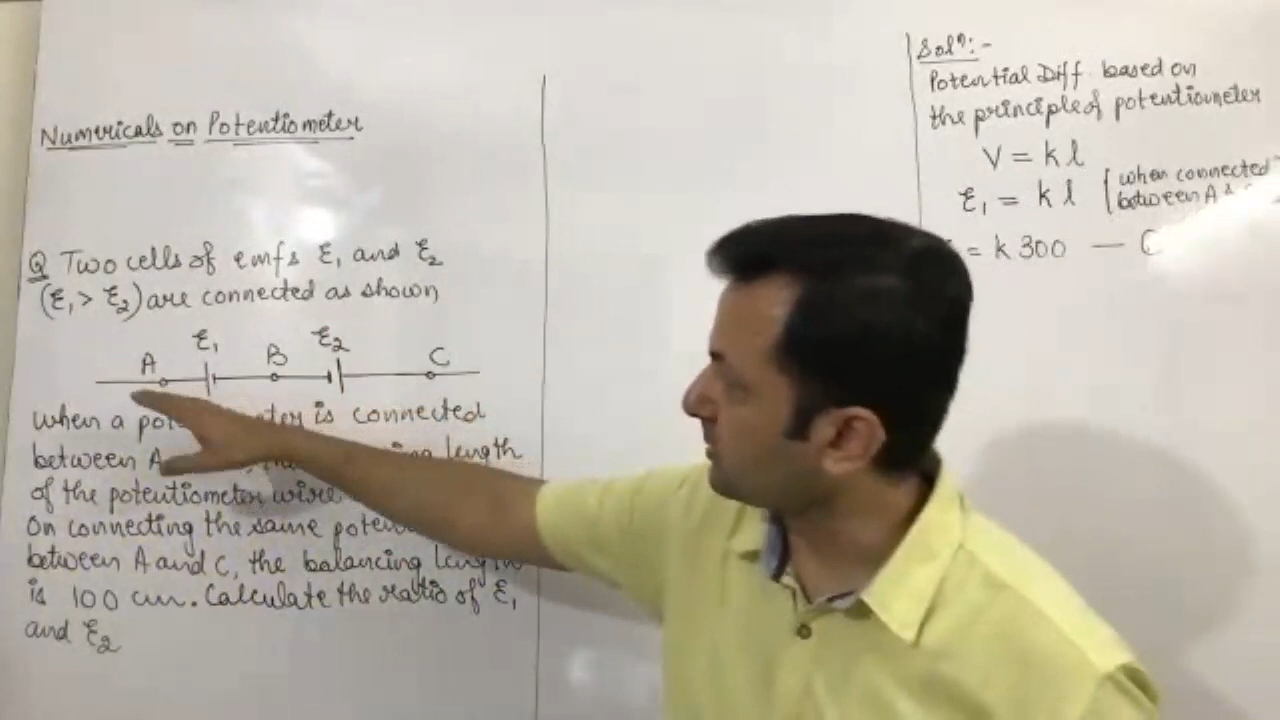 Numericals on Potentiometer
Q Two cells of emfs ε₁ and ε₂
(ε₁ > ε₂) are connected as shown
A ε₁ B ε₂ C
when a is connected
between A length
of the potentiometer wire
On connecting the same
between A and C, the balancing length
is 100 cm. Calculate the ratio of ε₁
and ε₂
Solⁿ:-
Potential Diff. based on
the principle of potentiometer
V = k l
ε₁ = k l (when connected
between A &
= k 300 —